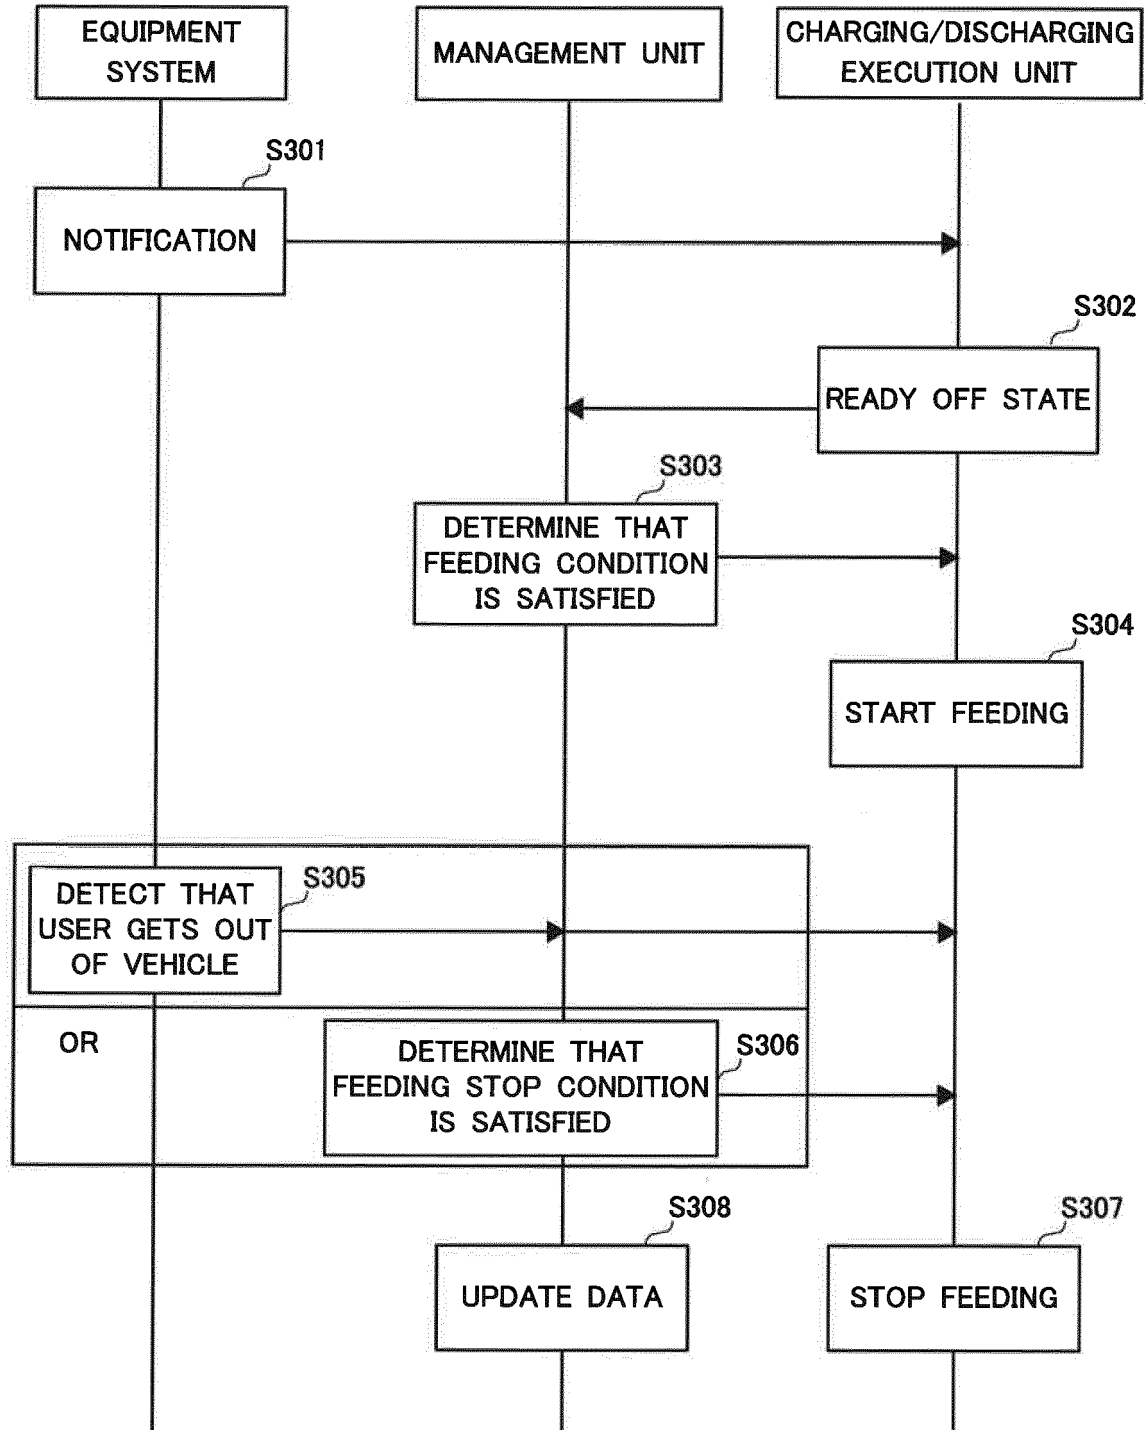 EQUIPMENT
SYSTEM
MANAGEMENT UNIT
CHARGING/DISCHARGING
EXECUTION UNIT
S301
NOTIFICATION
S302
READY OFF STATE
S303
DETERMINE THAT
FEEDING CONDITION
IS SATISFIED
S304
START FEEDING
S305
DETECT THAT
USER GETS OUT
OF VEHICLE
OR
S306
DETERMINE THAT
FEEDING STOP CONDITION
IS SATISFIED
S308
UPDATE DATA
S307
STOP FEEDING